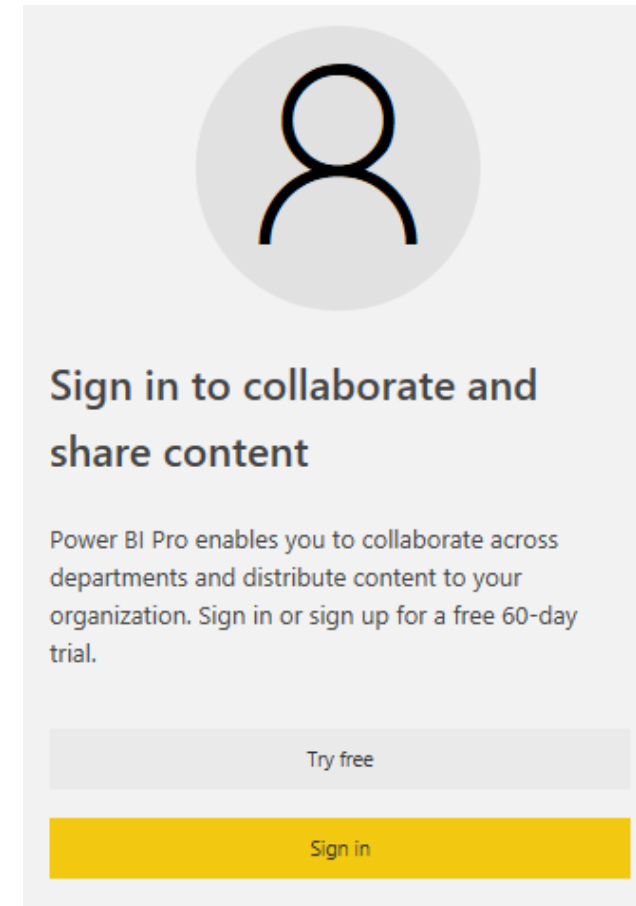 Sign in to collaborate and
share content
Power BI Pro enables you to collaborate across
departments and distribute content to your
organization. Sign in or sign up for a free 60-day
trial.
Try free
Sign in